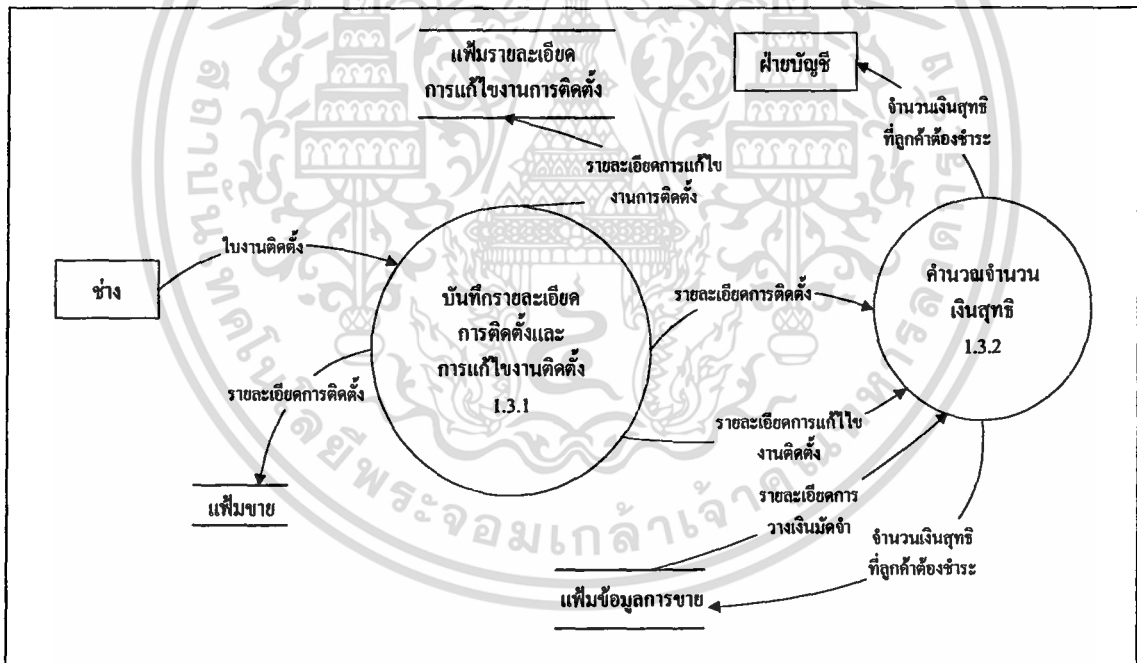 แฟ้มรายละเอียด
การแก้ไขงานการติดตั้ง
ฝ่ายบัญชี
จำนวนเงินสุทธิ
ที่ลูกค้าต้องชำระ
รายละเอียดการแก้ไข
งานการติดตั้ง
ใบงานติดตั้ง
ช่าง
บันทึกรายละเอียด
การติดตั้งและ
การแก้ไขงานติดตั้ง
1.3.1
รายละเอียดการติดตั้ง
คำนวณจำนวน
เงินสุทธิ
1.3.2
รายละเอียดการติดตั้ง
แฟ้มขาย
รายละเอียดการแก้ไไข
งานติดตั้ง
รายละเอียดการ
วางเงินมัดจำ
จำนวนเงินสุทธิ
ที่ลูกค้าต้องชำระ
แฟ้มข้อมูลการขาย